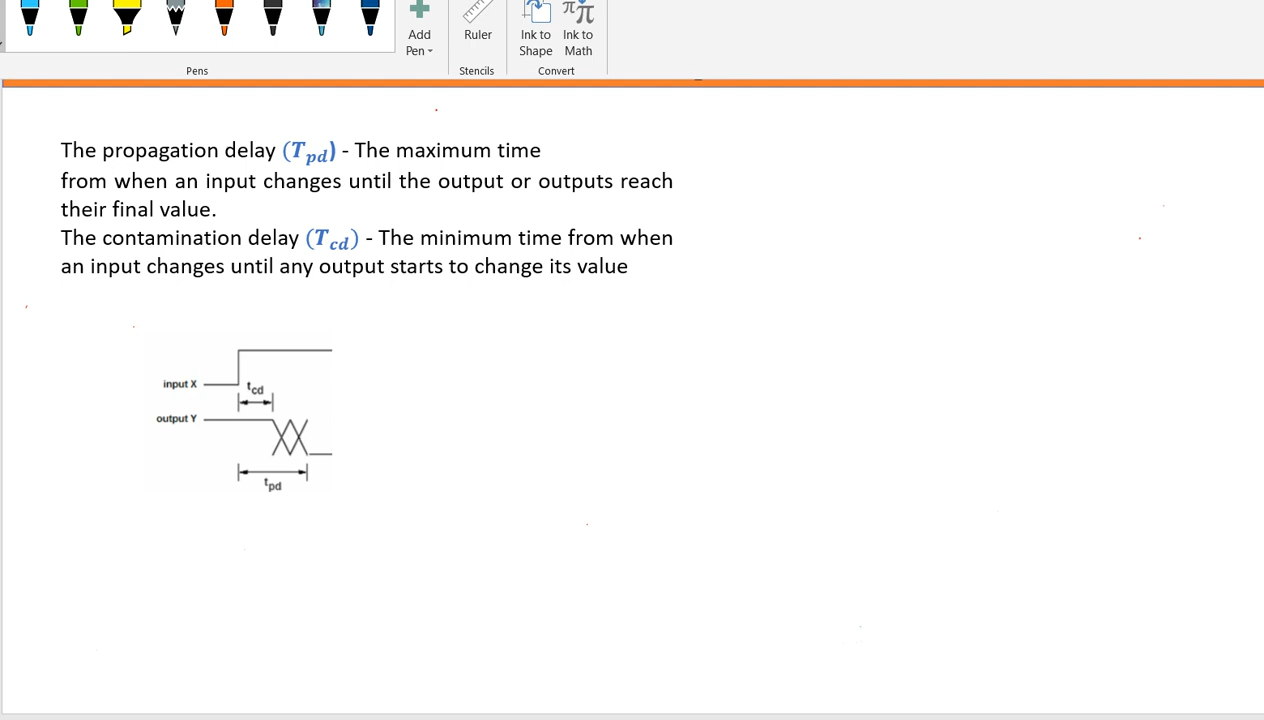 Add
Pen
Ruler
Ink to
Shape
Ink to
Math
Pens
Stencils
Convert
The propagation delay (Tpd) - The maximum time
from when an input changes until the output or outputs reach
their final value.
The contamination delay (Tcd) - The minimum time from when
an input changes until any output starts to change its value
input X
tcd
output Y
tpd